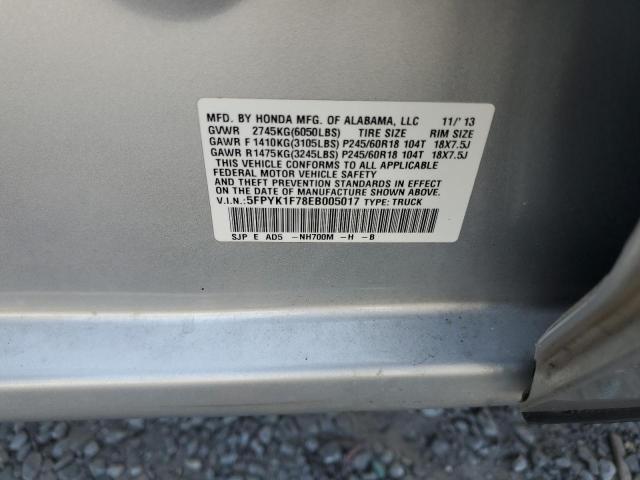 MFD. BY HONDA MFG. OF ALABAMA, LLC 11/'13
GVWR 2745KG(6050LBS) TIRE SIZE RIM SIZE
GAWR F 1410KG(3105LBS) P245/60R18 104T 18X7.5J
GAWR R 1475KG(3245LBS) P245/60R18 104T 18X7.5J
THIS VEHICLE CONFORMS TO ALL APPLICABLE
FEDERAL MOTOR VEHICLE SAFETY
AND THEFT PREVENTION STANDARDS IN EFFECT
ON THE DATE OF MANUFACTURE SHOWN ABOVE.
V.I.N.: 5FPYK1F78EB005017 TYPE: TRUCK
SJP E AD5 -NH700M -H -B